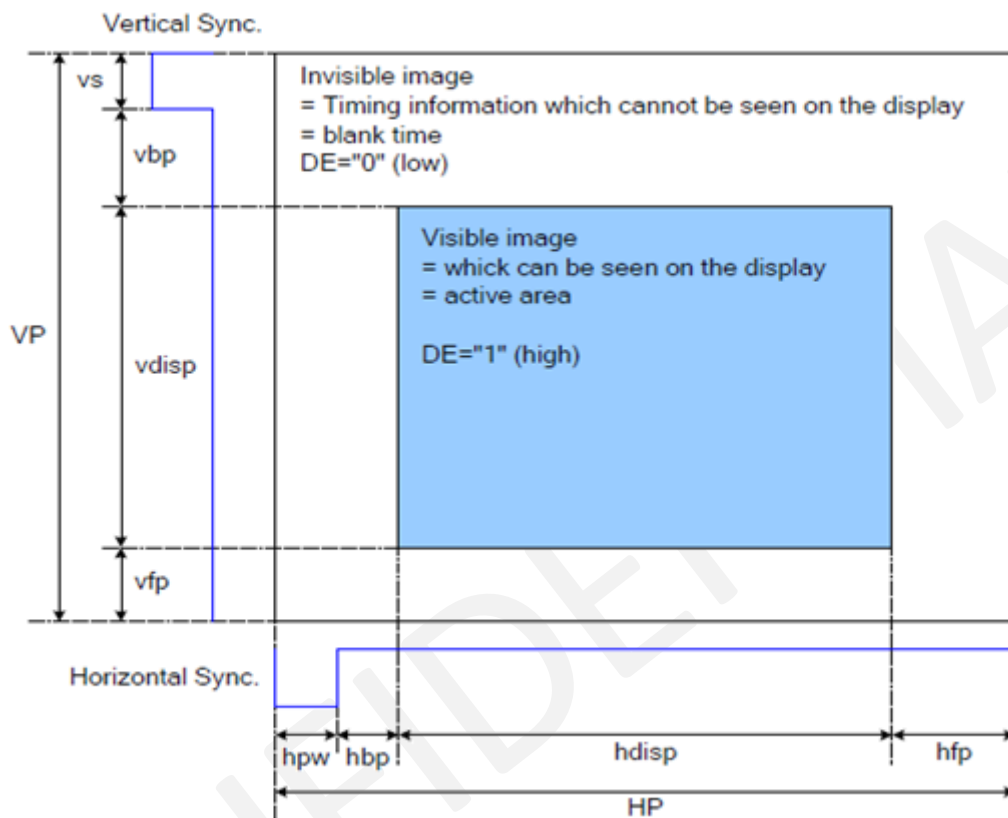 Vertical Sync.
vs
Invisible image
= Timing information which cannot be seen on the display
= blank time
DE="0" (low)
vbp
Visible image
= whick can be seen on the display
= active area
DE="1" (high)
VP
vdisp
vfp
Horizontal Sync.
hpw
hbp
hdisp
hfp
HP